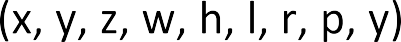 (x, y, z, w, h, l, r, p, y)